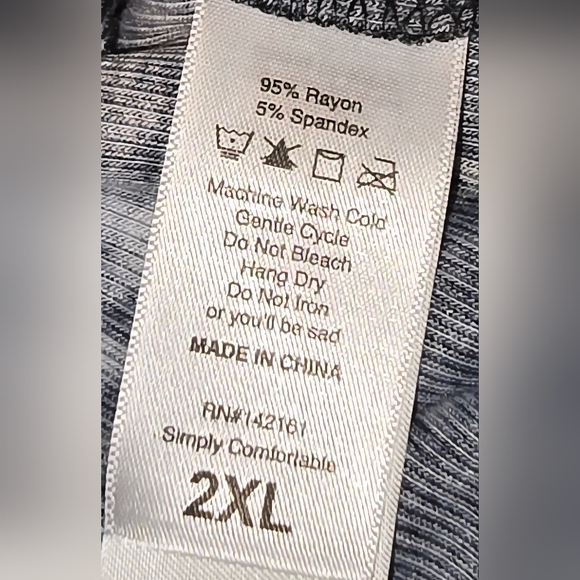 95% Rayon
5% Spandex
Machine Wash Cold
Gentle Cycle
Do Not Bleach
Hang Dry
Do Not Iron
or you'll be sad
MADE IN CHINA
RN#142161
Simply Comfortable
2XL